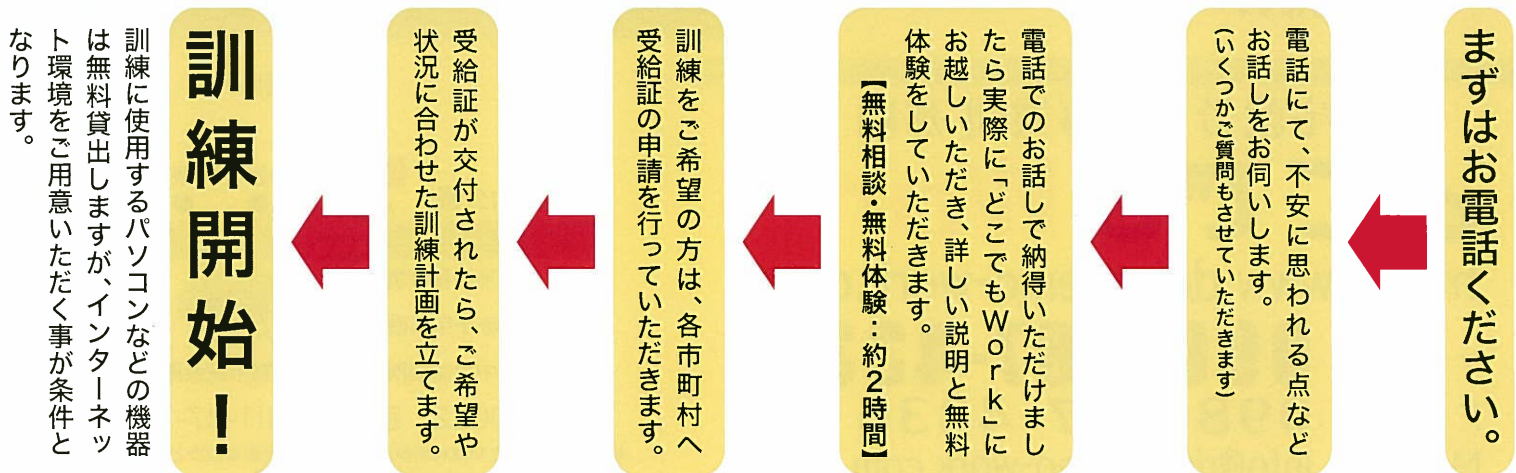 まずはお電話ください。
電話にて、不安に思われる点など
お話しをお伺いします。
(いくつかご質問もさせていただきます)
電話でのお話しで納得いただけまし
たら実際に「どこでもWork」に
お越しいただき、詳しい説明と無料
体験をしていただきます。
【無料相談・無料体験：約2時間】
訓練をご希望の方は、各市町村へ
受給証の申請を行っていただきます。
受給証が交付されたら、ご希望や
状況に合わせた訓練計画を立てます。
訓練開始！
訓練に使用するパソコンなどの機器
は無料貸出しますが、インターネッ
ト環境をご用意いただく事が条件と
なります。